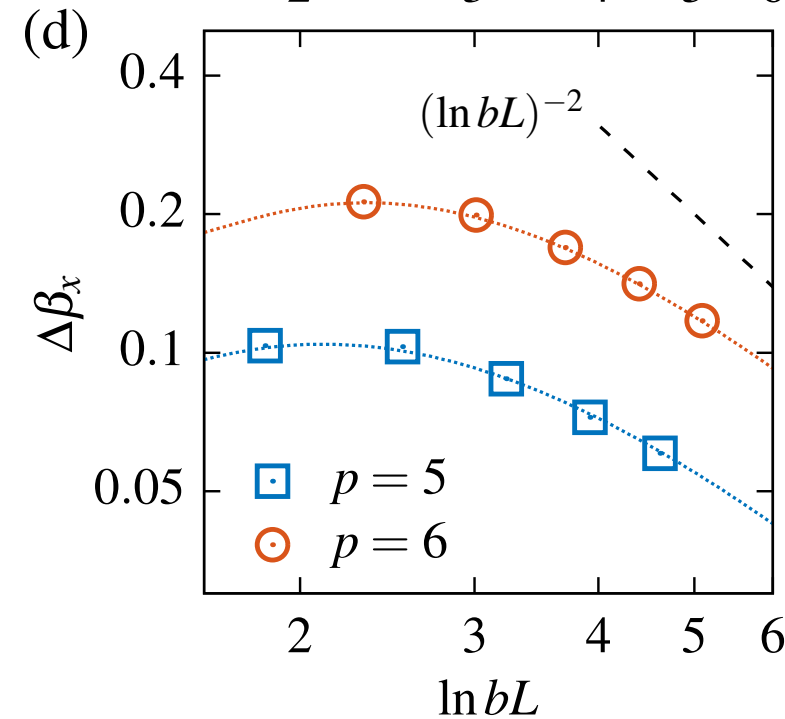 (d)
0.4
(ln bL)⁻²
0.2
Δβₓ
0.1
0.05
p = 5
p = 6
2 3 4 5 6
ln bL